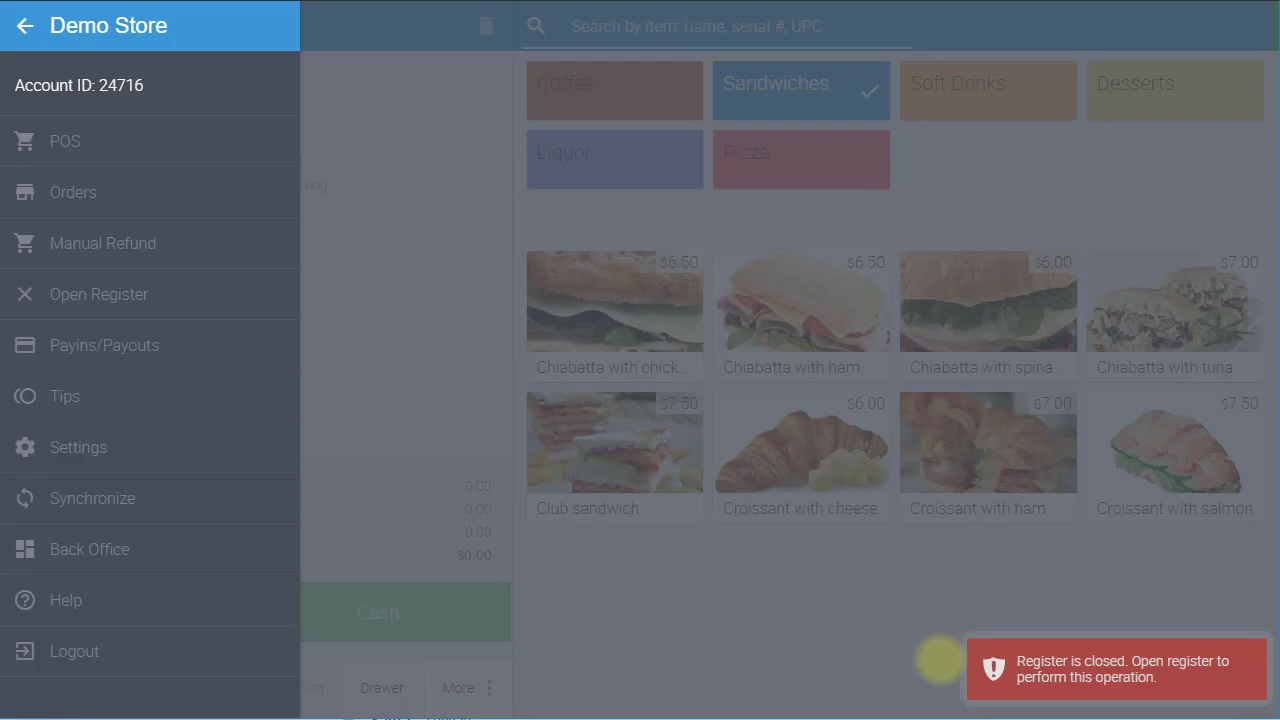 Demo Store
Search by item: name, serial #, UPC
Account ID: 24716
POS
Orders
Manual Refund
Open Register
Payins/Payouts
Tips
Settings
Synchronize
Back Office
Help
Logout
Coffee
Sandwiches
Soft Drinks
Desserts
Liquor
Pizza
$6.50
$6.50
$6.00
$7.00
Chiabatta with chick...
Chiabatta with ham
Chiabatta with spina...
Chiabatta with tuna
$7.50
$6.00
$7.00
$7.50
Club sandwich
Croissant with cheese
Croissant with ham
Croissant with salmon
0.00
0.00
0.00
$0.00
Cash
Drawer
More
Register is closed. Open register to
perform this operation.